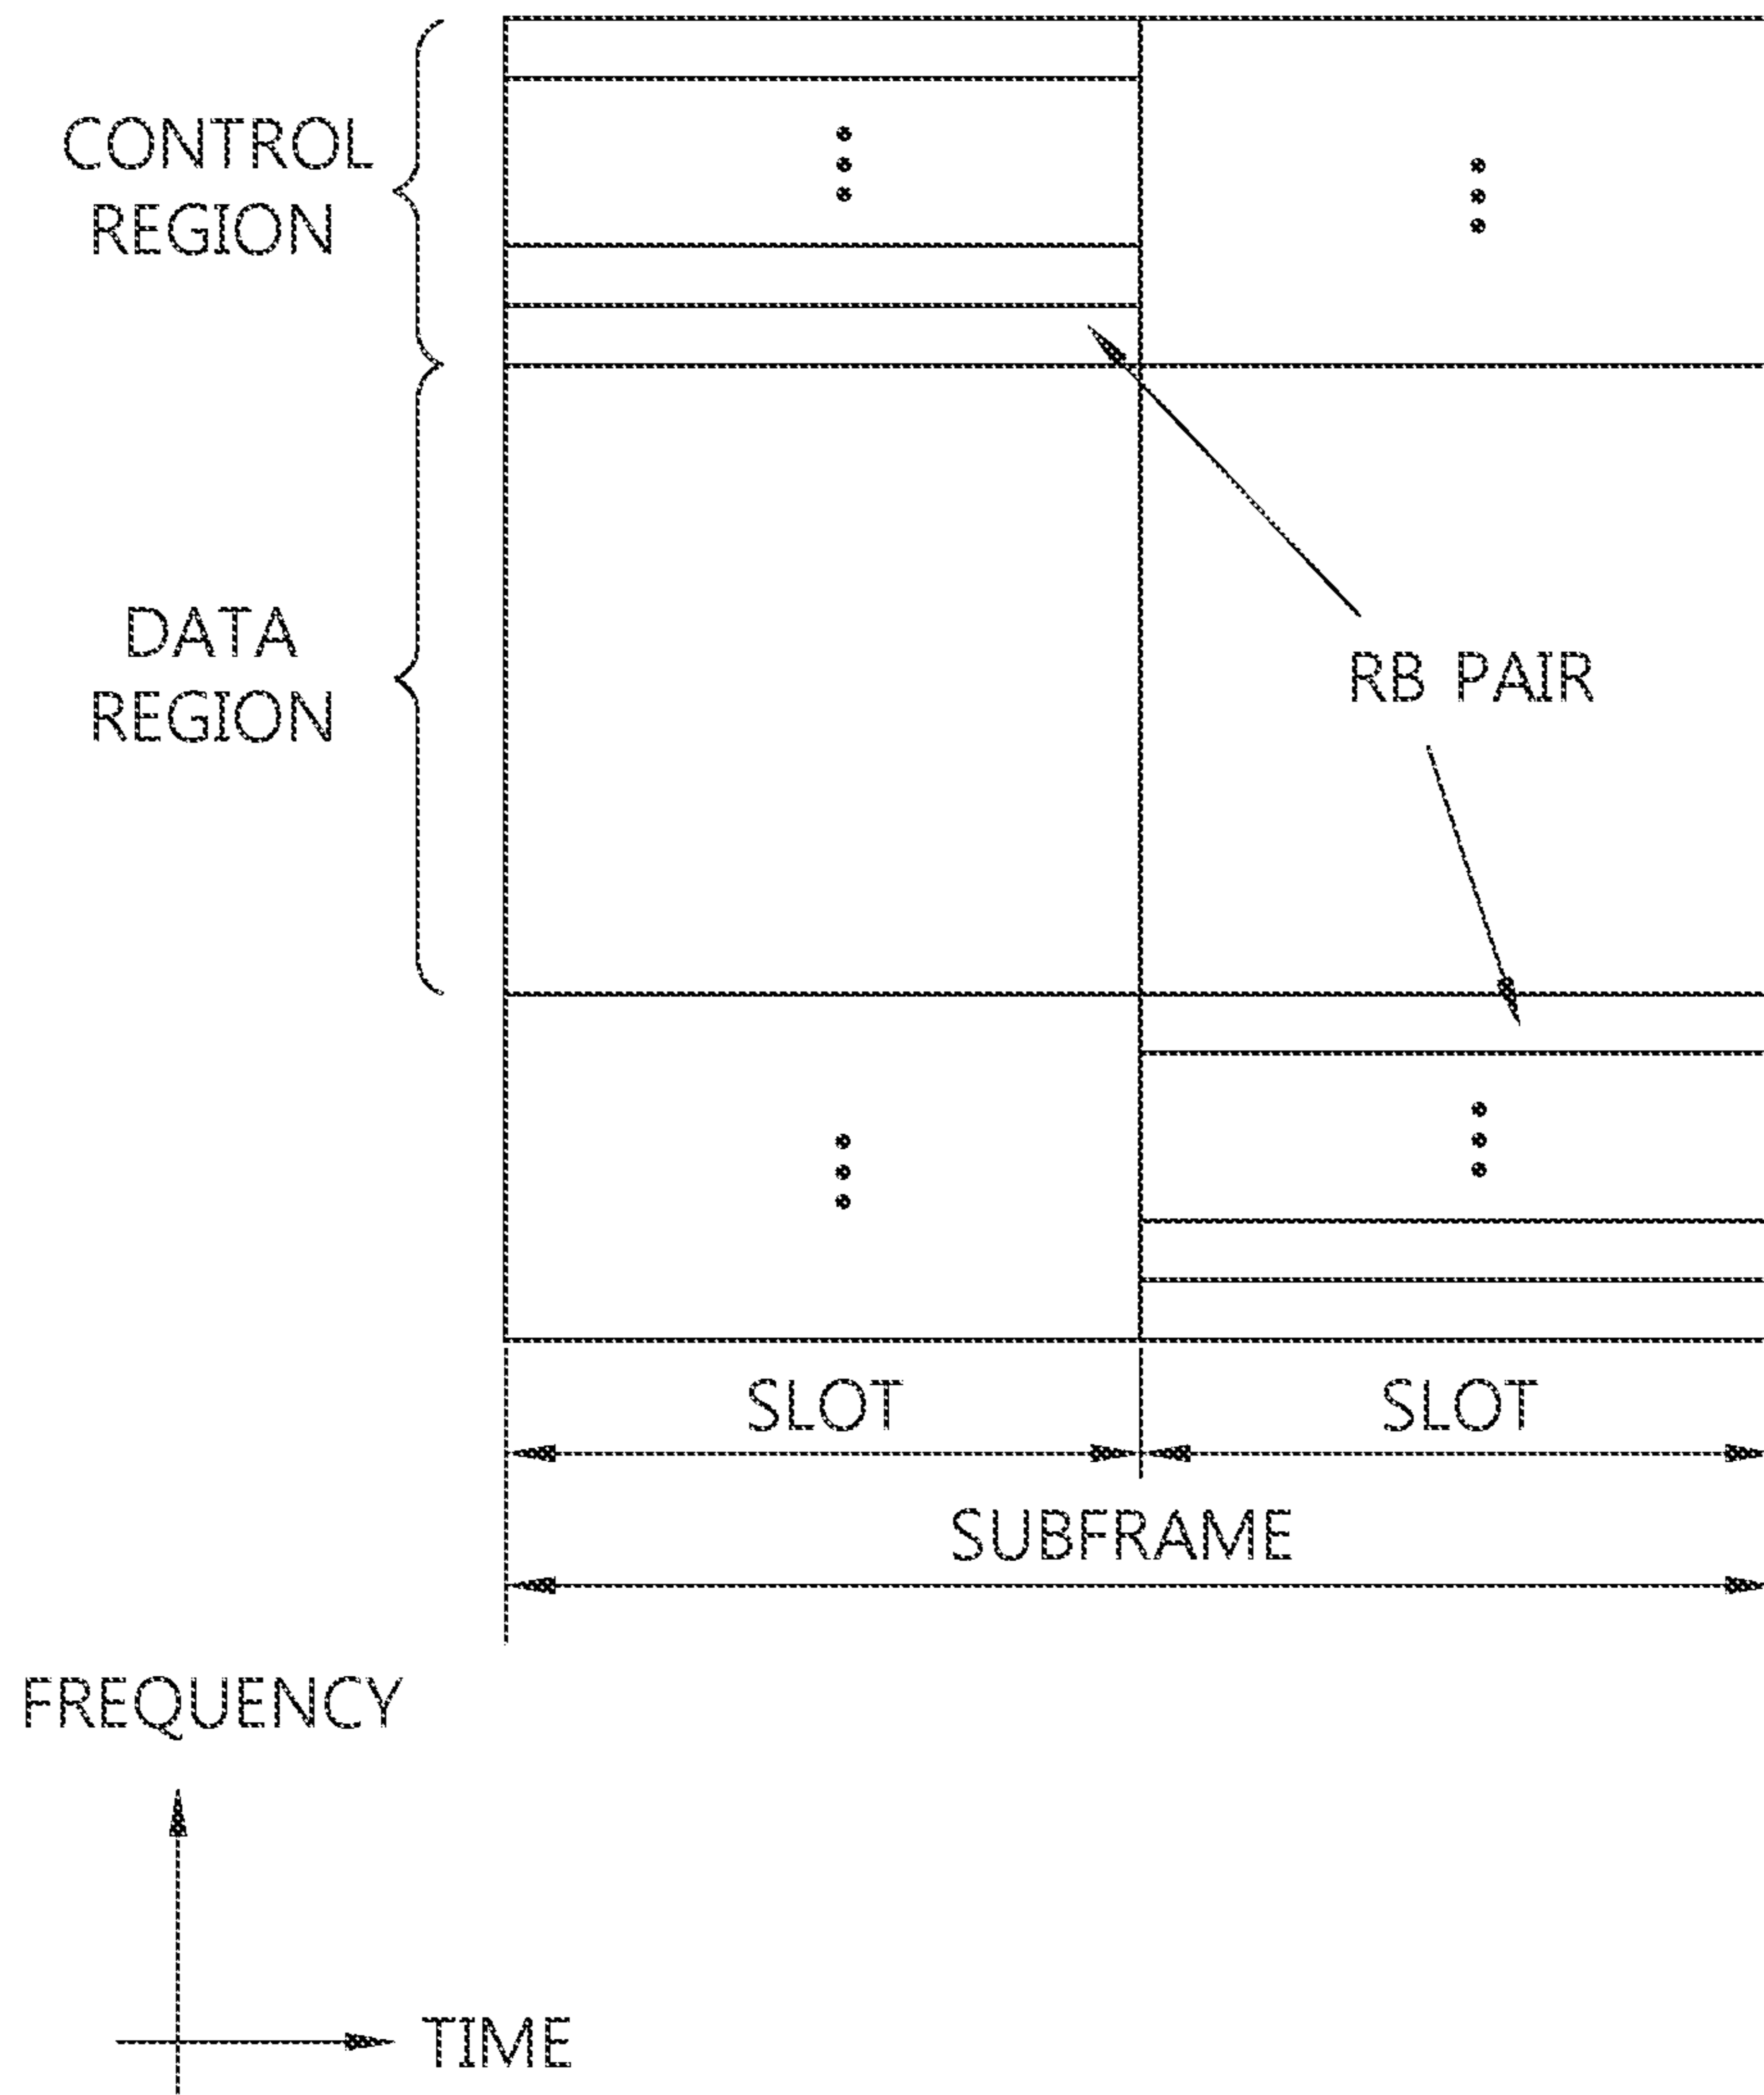 CONTROL
REGION
DATA
REGION
RB PAIR
SLOT
SLOT
SUBFRAME
FREQUENCY
TIME